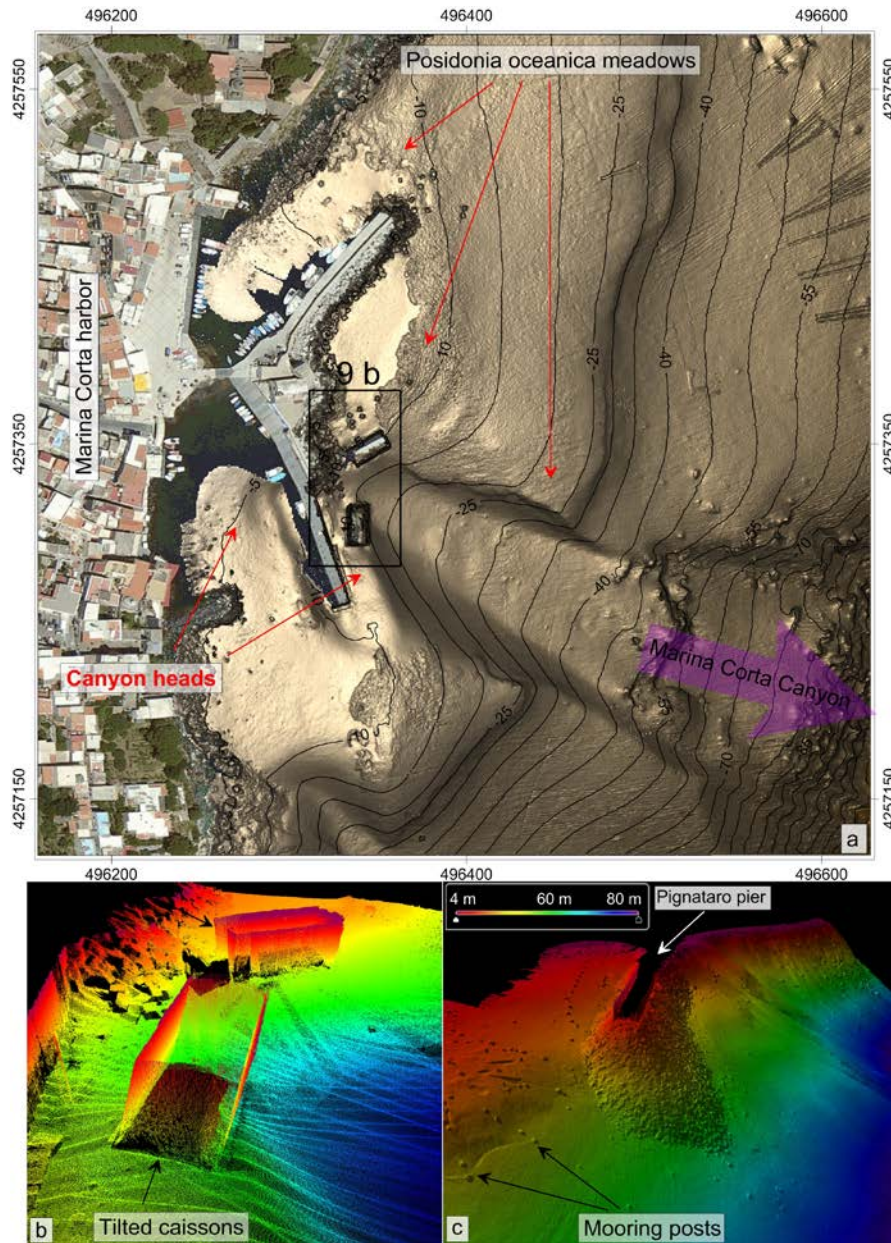 496200
496400
496600
Posidonia oceanica meadows
4257550
4257550
-5
-10
-25
-40
-55
Marina Corta harbor
10
-25
-40
9 b
4257350
4257350
-5
-25
-55
-70
-40
Canyon heads
Marina Corta Canyon
-55
-25
-10
-70
4257150
4257150
a
496200
496400
496600
4 m
60 m
80 m
Pignataro pier
b
Tilted caissons
c
Mooring posts